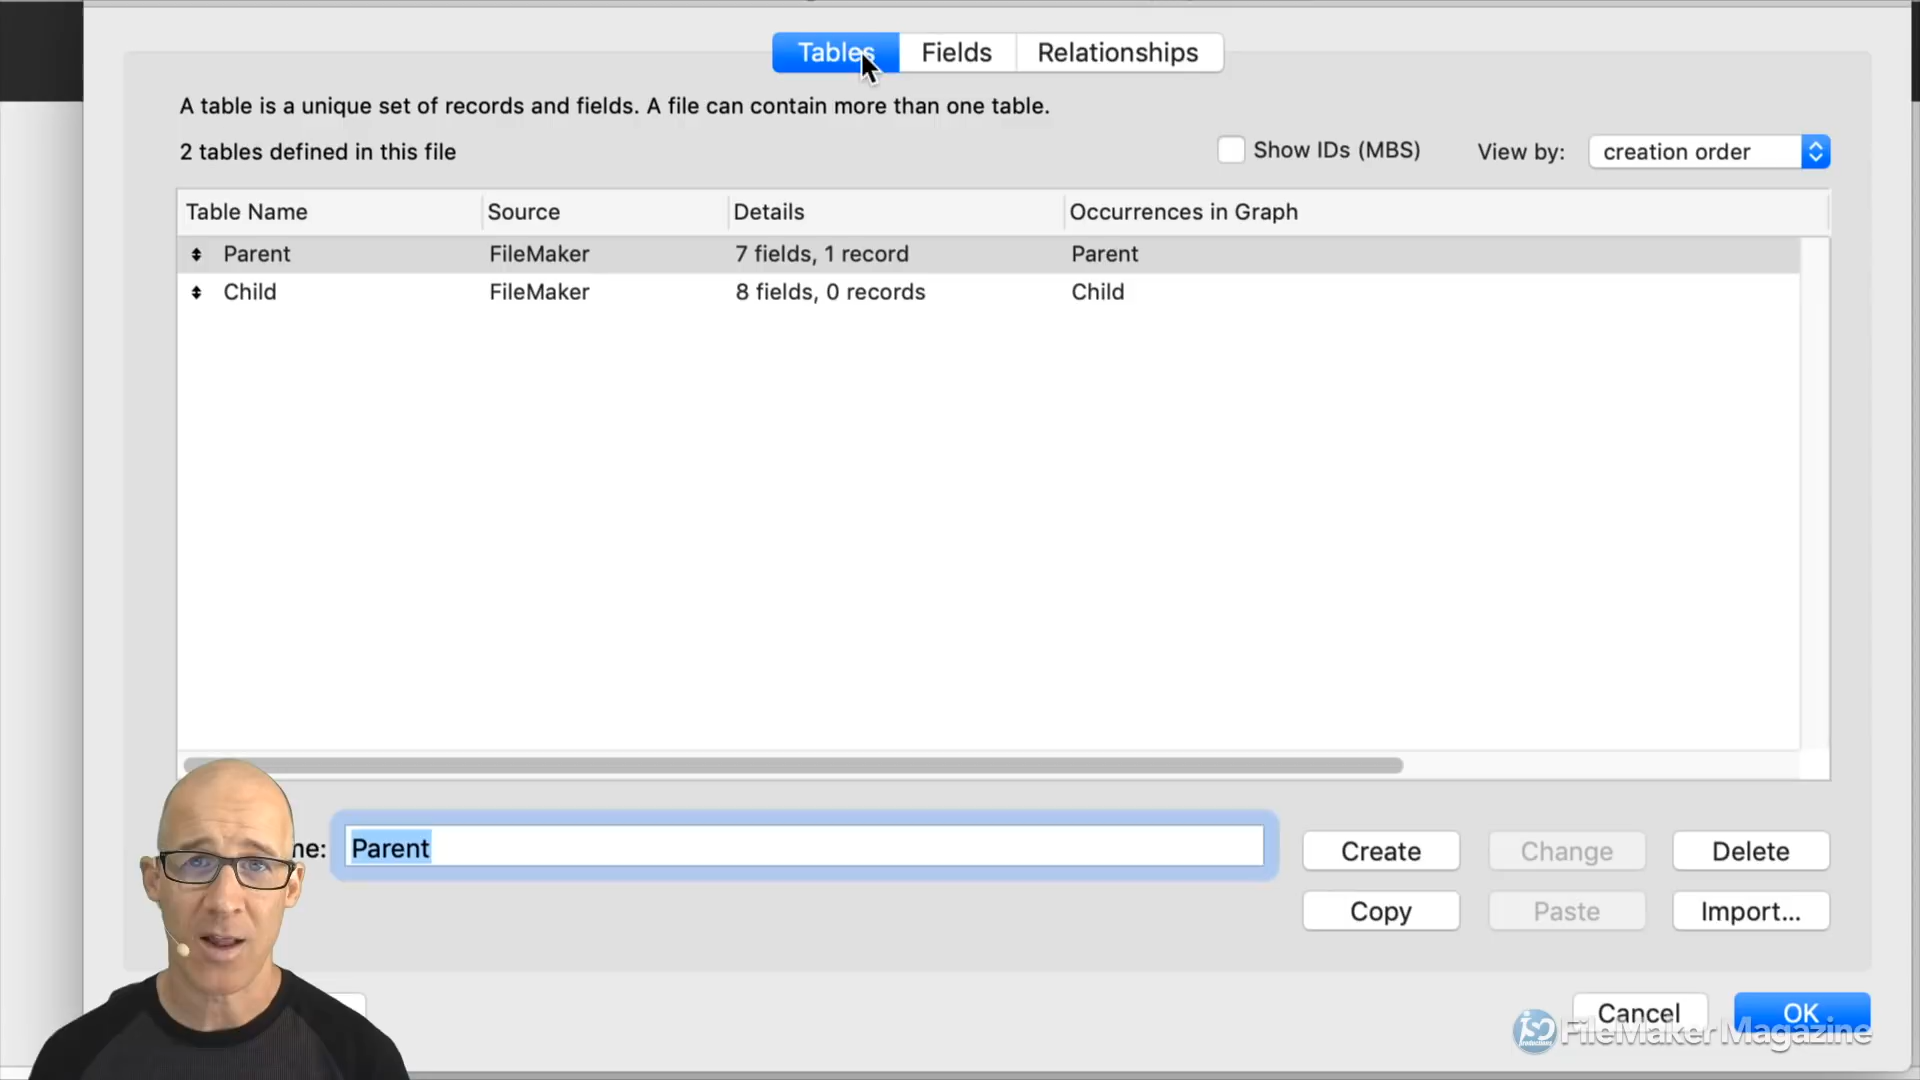 Tables Fields Relationships
A table is a unique set of records and fields. A file can contain more than one table.
2 tables defined in this file
Show IDs (MBS) View by: creation order
Table Name Source Details Occurrences in Graph
Parent FileMaker 7 fields, 1 record Parent
Child FileMaker 8 fields, 0 records Child
ne: Parent
Create Change Delete
Copy Paste Import...
Cancel OK
iso productions FileMaker Magazine